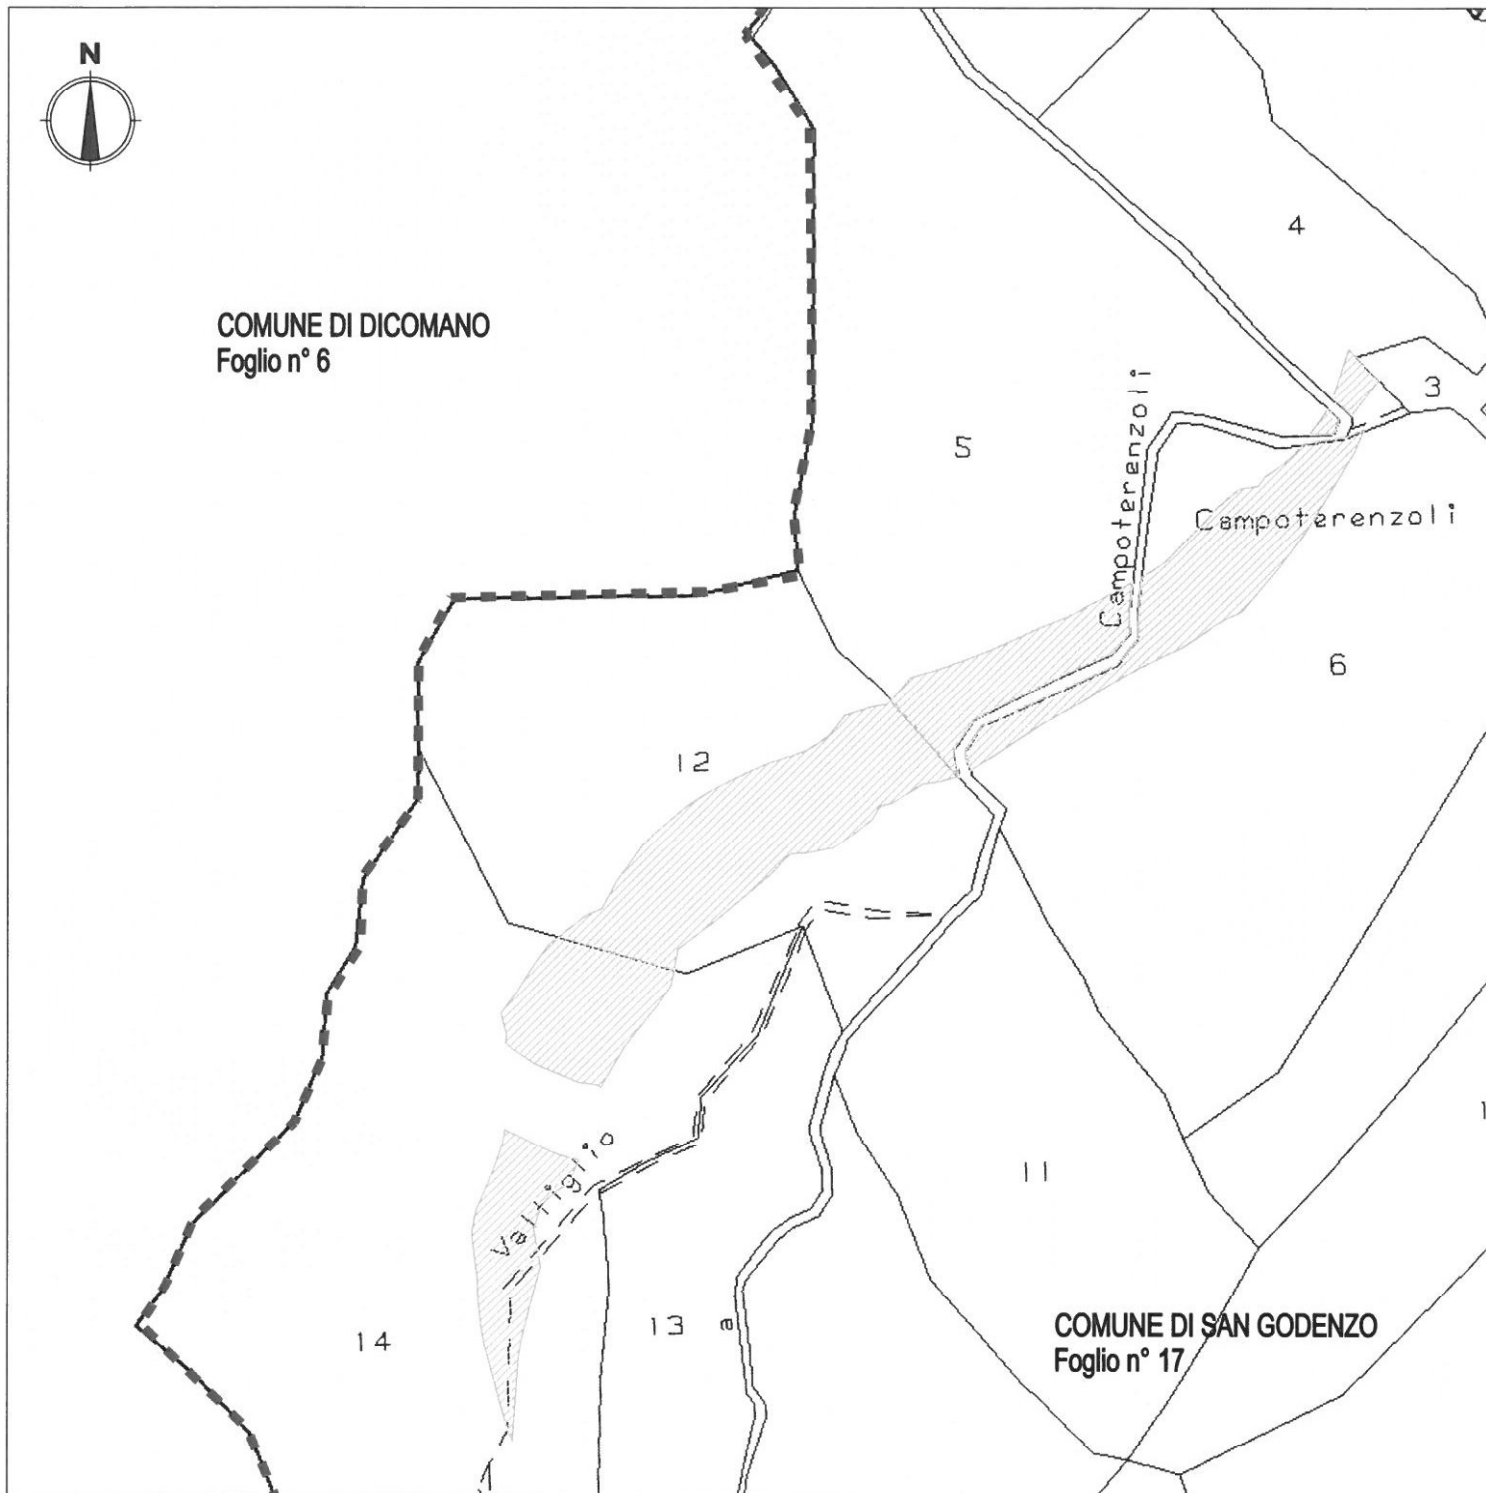 N
4
COMUNE DI DICOMANO
Foglio n° 6
3
Campoterenzoli
5
Campoterenzoli
6
12
11
Valtiglio
14
13
a
COMUNE DI SAN GODENZO
Foglio n° 17